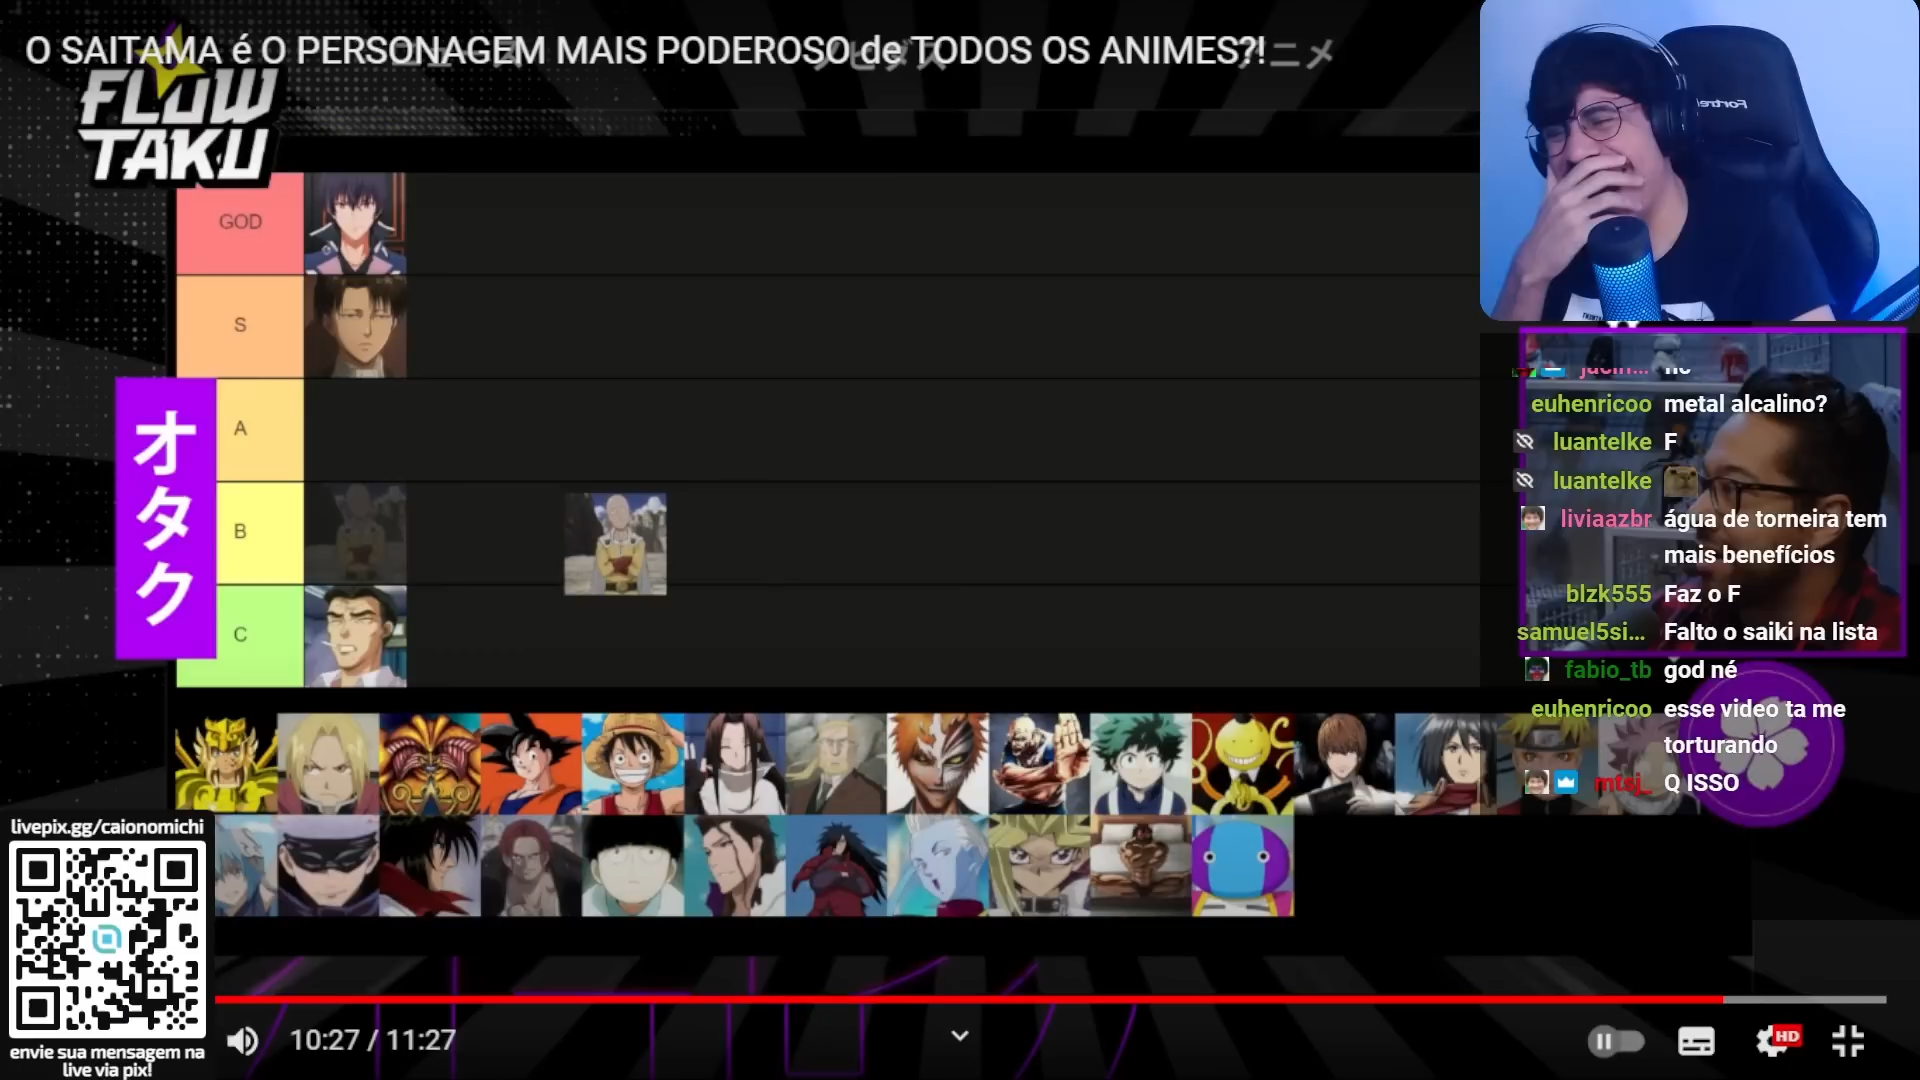 O SAITAMA é O PERSONAGEM MAIS PODEROSO de TODOS OS ANIMES?!
FLOW
TAKU
GOD
S
A
B
C
オタク
Fortre
euhenricoo metal alcalino?
luantelke F
luantelke
liviaazbr água de torneira tem
mais benefícios
blzk555 Faz o F
samuel5si... Falto o saiki na lista
fabio_tb god né
euhenricoo esse video ta me
torturando
mtsj_ Q ISSO
livepix.gg/caionomichi
envie sua mensagem na
live via pix!
10:27 / 11:27
HD